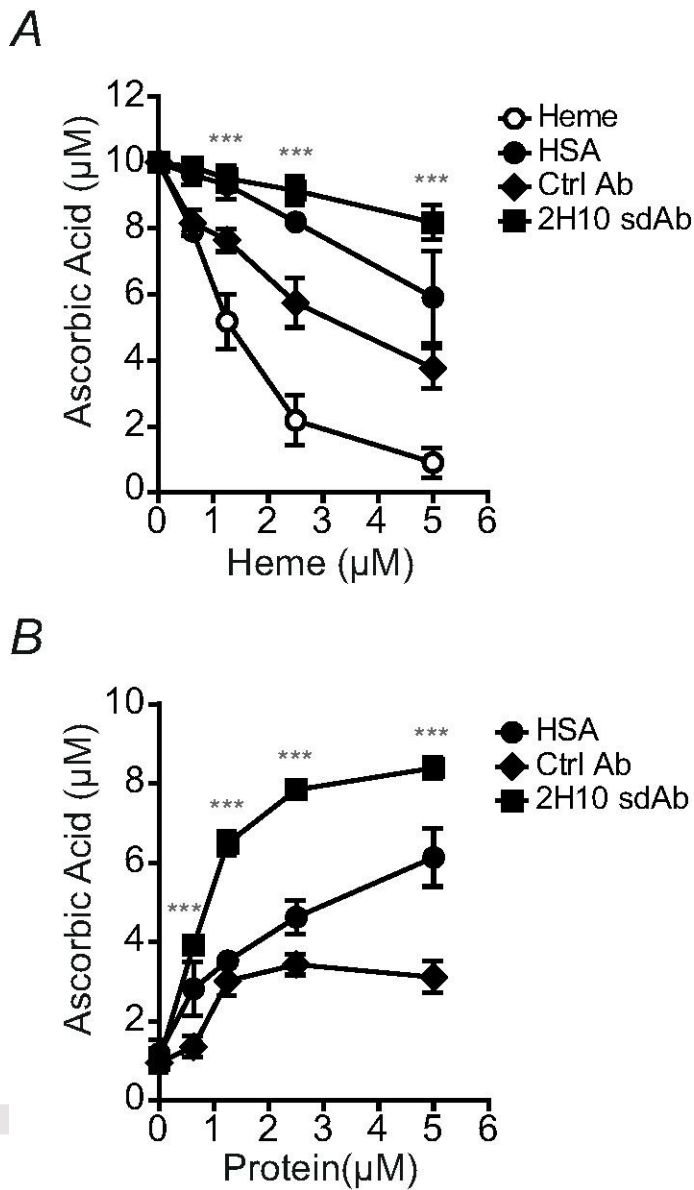 A
12
10
8
6
4
2
0
Ascorbic Acid (µM)
***
***
***
0 1 2 3 4 5 6
Heme (µM)
Heme
HSA
Ctrl Ab
2H10 sdAb
B
10
8
6
4
2
0
Ascorbic Acid (µM)
***
***
***
***
0 1 2 3 4 5 6
Protein(µM)
HSA
Ctrl Ab
2H10 sdAb